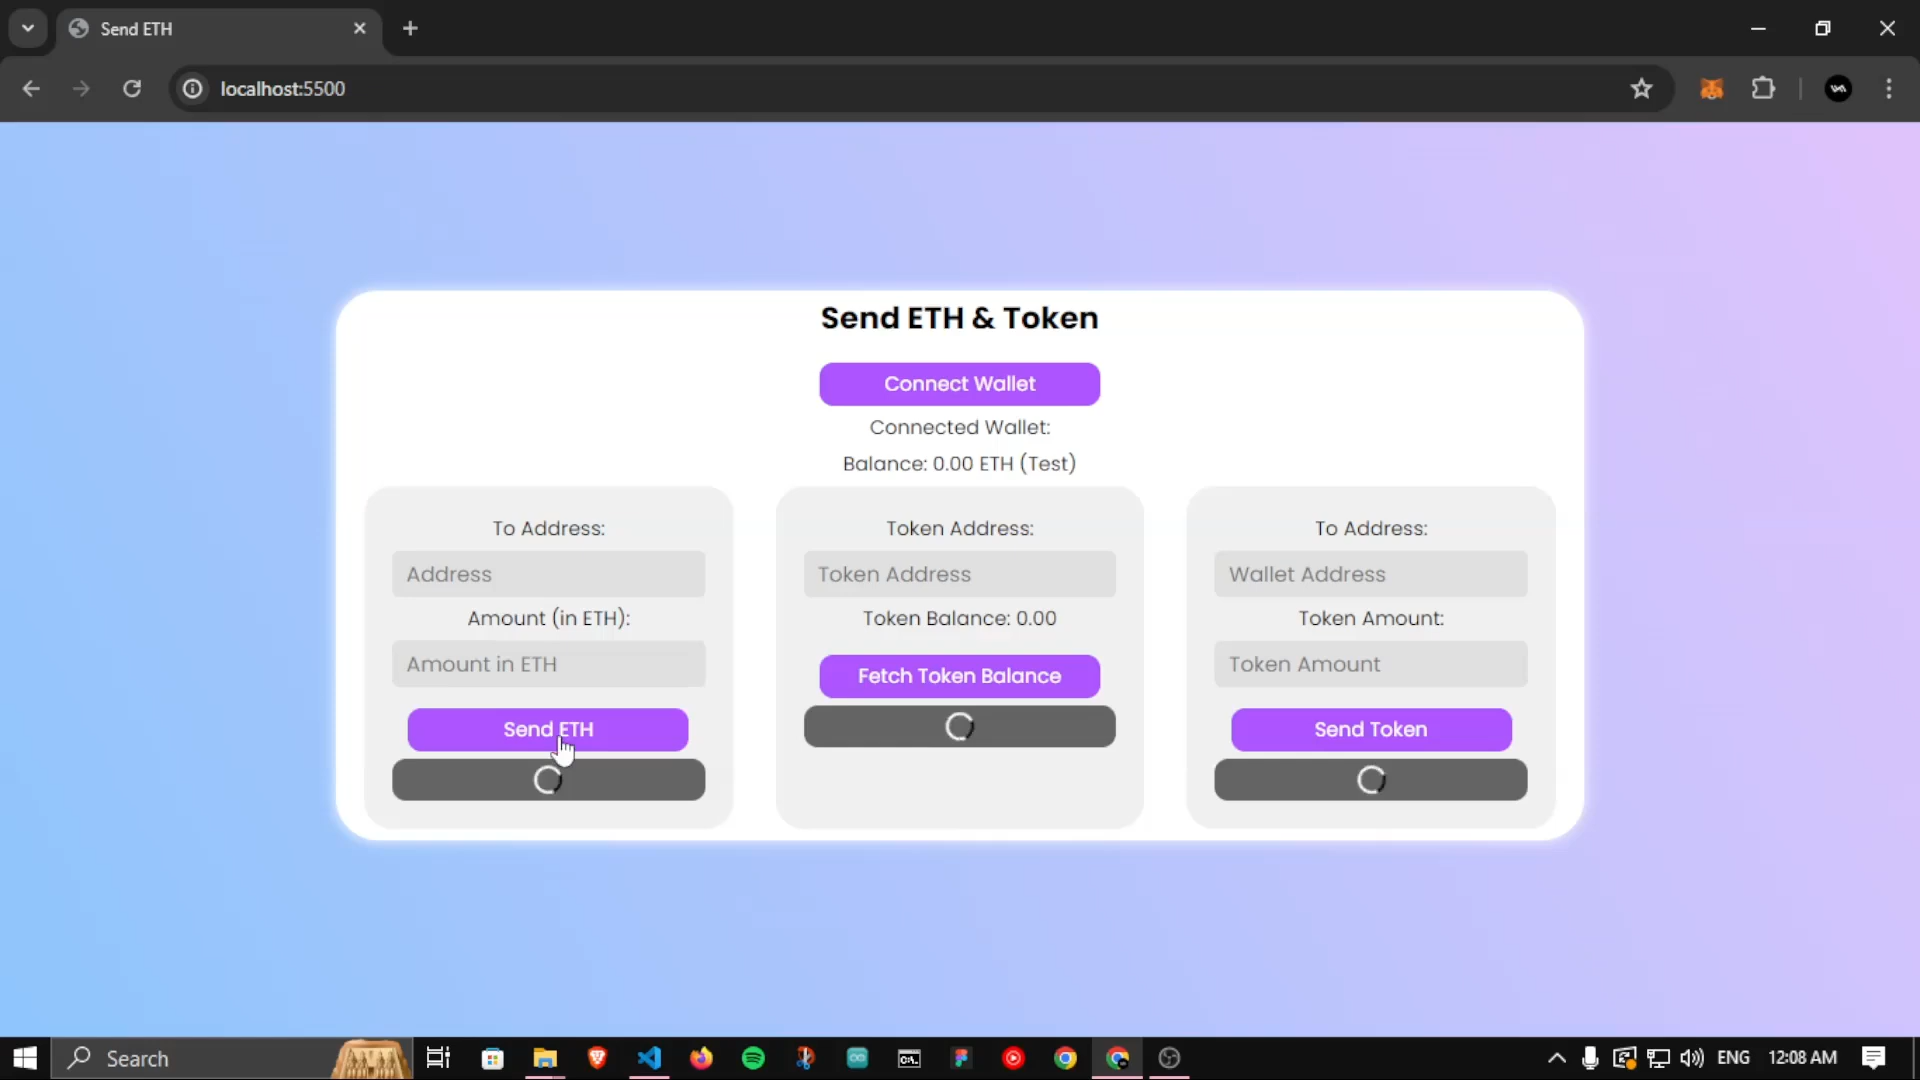 Send ETH
localhost:5500
Send ETH & Token
Connect Wallet
Connected Wallet:
Balance: 0.00 ETH (Test)
To Address:
Address
Amount (in ETH):
Amount in ETH
Send ETH
Token Address:
Token Address
Token Balance: 0.00
Fetch Token Balance
To Address:
Wallet Address
Token Amount:
Token Amount
Send Token
Search
ENG
12:08 AM